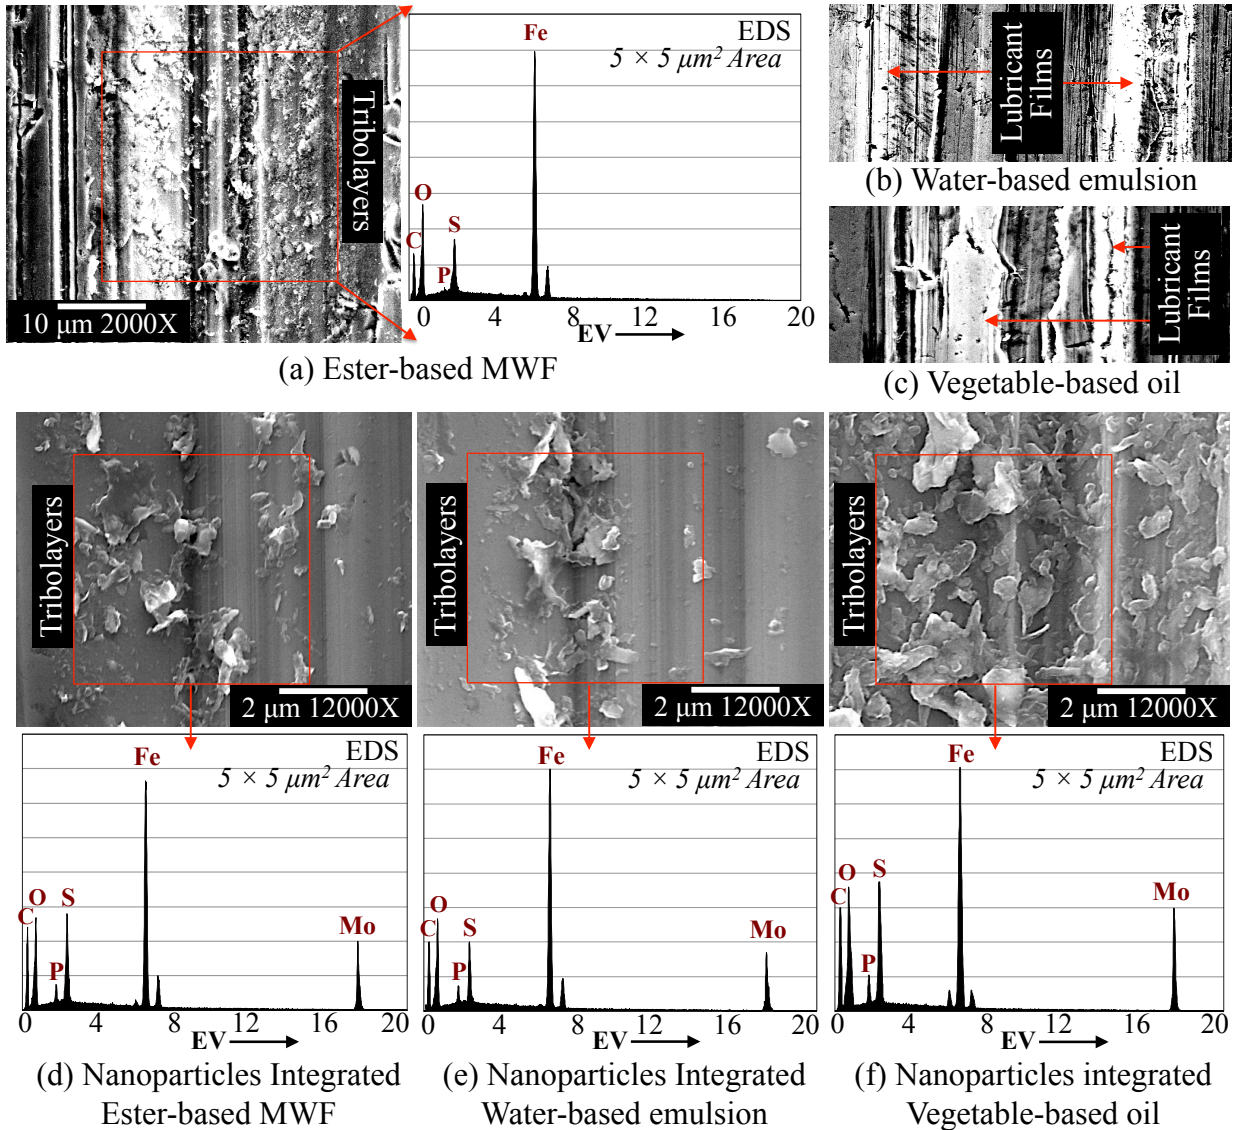 Tribolayers
10 μm 2000X
EDS
5 × 5 μm² Area
Fe
O
S
C
P
0 4 8 12 16 20
EV
(a) Ester-based MWF
Lubricant
Films
(b) Water-based emulsion
Lubricant
Films
(c) Vegetable-based oil
Tribolayers
2 μm 12000X
EDS
5 × 5 μm² Area
Fe
O S
C
P
Mo
0 4 8 12 16 20
EV
(d) Nanoparticles Integrated
Ester-based MWF
Tribolayers
2 μm 12000X
EDS
5 × 5 μm² Area
Fe
O
C S
P
Mo
0 4 8 12 16 20
EV
(e) Nanoparticles Integrated
Water-based emulsion
Tribolayers
2 μm 12000X
EDS
5 × 5 μm² Area
Fe
O S
C
P
Mo
0 4 8 12 16 20
EV
(f) Nanoparticles integrated
Vegetable-based oil